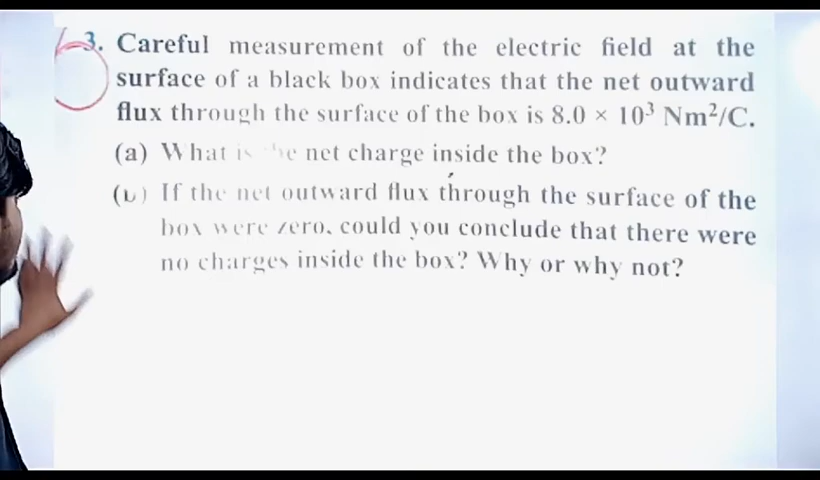 3. Careful measurement of the electric field at the
surface of a black box indicates that the net outward
flux through the surface of the box is 8.0 × 10³ Nm²/C.
(a) What is the net charge inside the box?
(b) If the net outward flux through the surface of the
box were zero, could you conclude that there were
no charges inside the box? Why or why not?